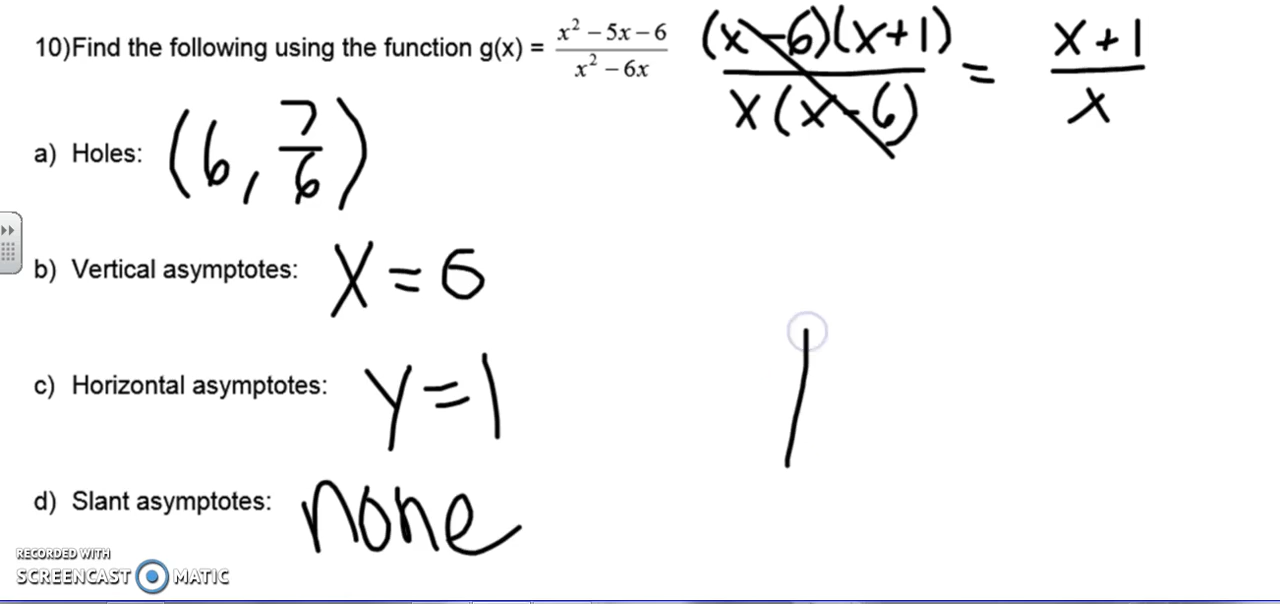 10)Find the following using the function g(x) = x² – 5x – 6 / x² – 6x (x-6)(x+1) / x(x-6) = x+1 / x
a) Holes: (6, 7/6)
b) Vertical asymptotes: x=6
c) Horizontal asymptotes: y=1
d) Slant asymptotes: none
RECORDED WITH
SCREENCAST MATIC